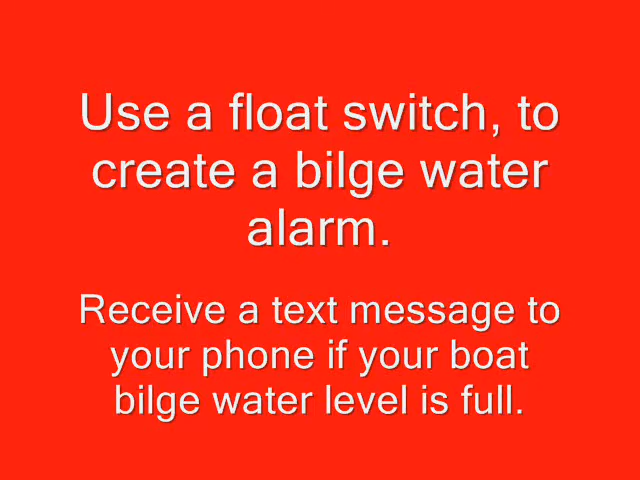 Use a float switch, to
create a bilge water
alarm.
Receive a text message to
your phone if your boat
bilge water level is full.